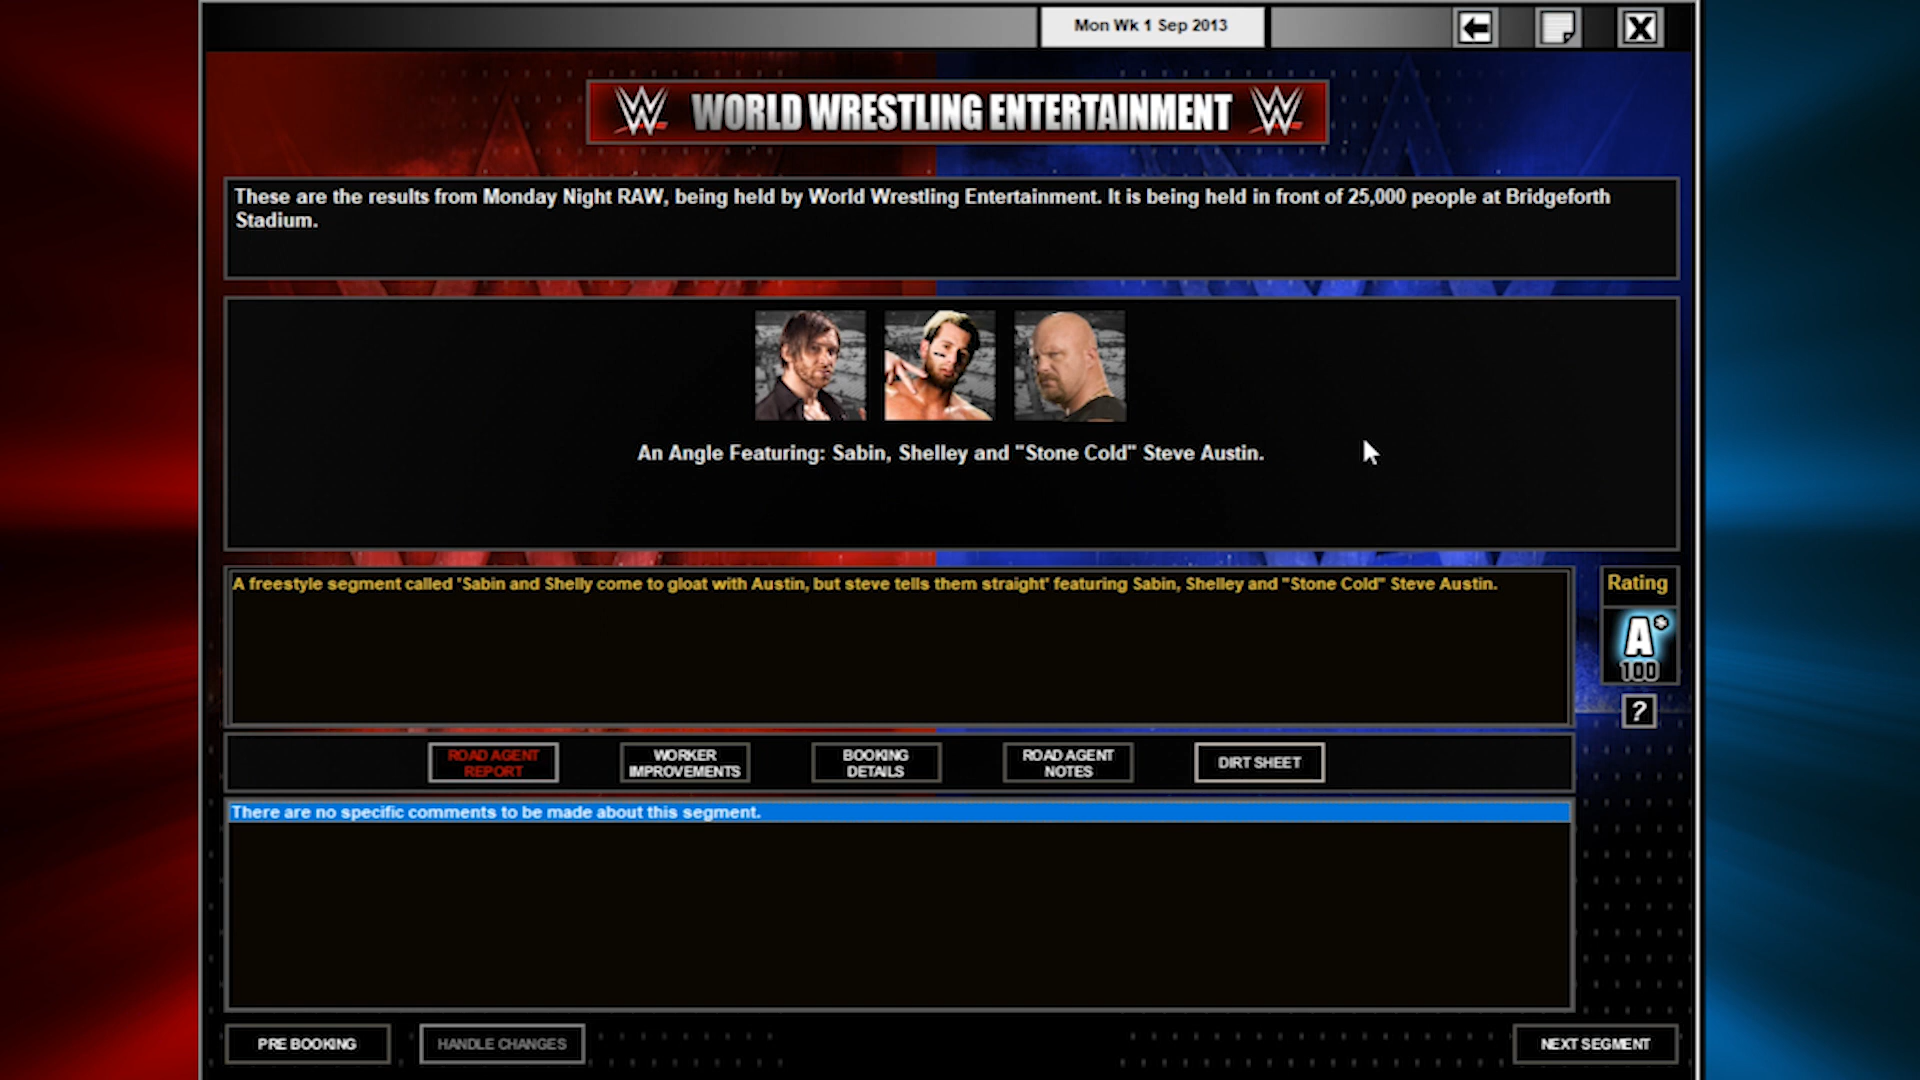 Mon Wk 1 Sep 2013
WORLD WRESTLING ENTERTAINMENT
These are the results from Monday Night RAW, being held by World Wrestling Entertainment. It is being held in front of 25,000 people at Bridgeforth
Stadium.
An Angle Featuring: Sabin, Shelley and "Stone Cold" Steve Austin.
A freestyle segment called 'Sabin and Shelly come to gloat with Austin, but steve tells them straight' featuring Sabin, Shelley and "Stone Cold" Steve Austin.
Rating
A*
100
?
ROAD AGENT
REPORT
WORKER
IMPROVEMENTS
BOOKING
DETAILS
ROAD AGENT
NOTES
DIRT SHEET
There are no specific comments to be made about this segment.
PRE BOOKING
HANDLE CHANGES
NEXT SEGMENT